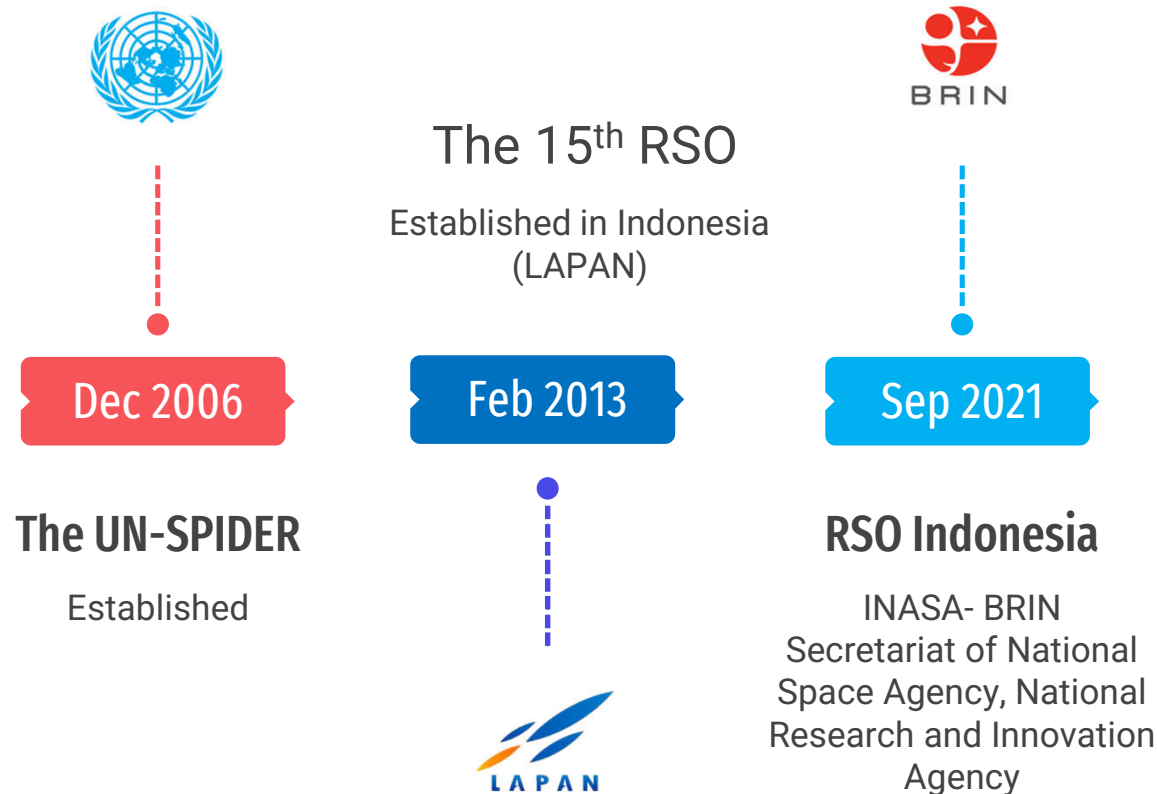 BRIN
The 15th RSO
Established in Indonesia
(LAPAN)
Dec 2006
Feb 2013
Sep 2021
The UN-SPIDER
Established
RSO Indonesia
INASA- BRIN
Secretariat of National
Space Agency, National
Research and Innovation
Agency
LAPAN